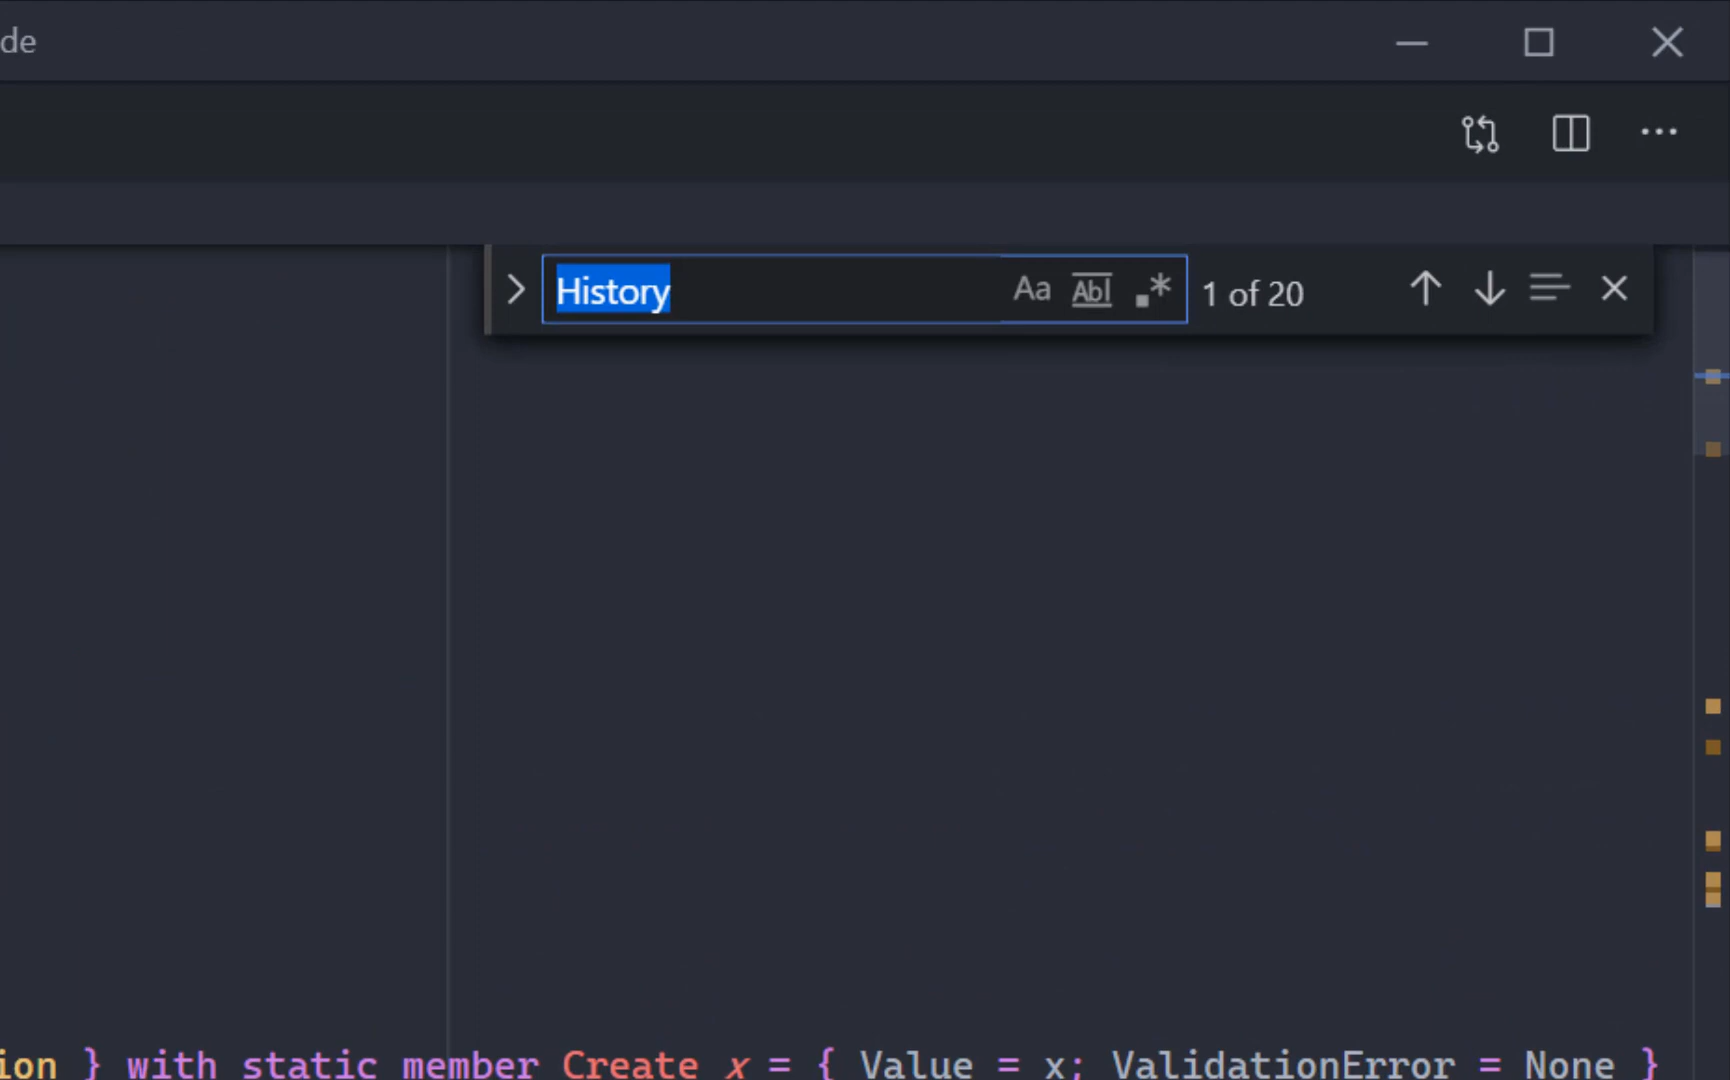 de
History Aa Abl .* 1 of 20
ion } with static member Create x = { Value = x; ValidationError = None }